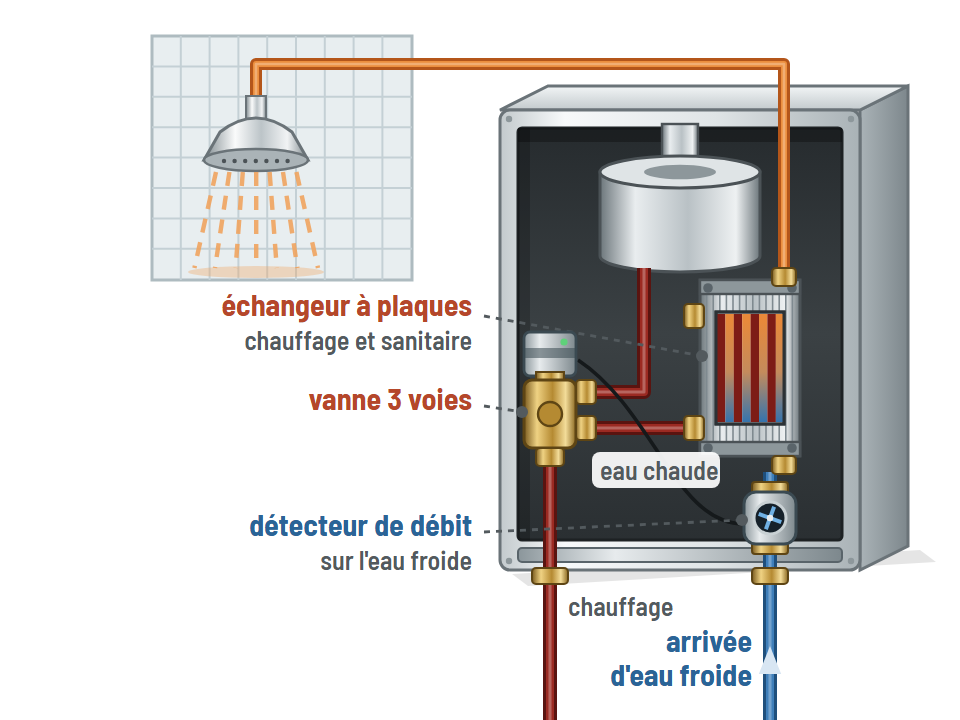 échangeur à plaques
chauffage et sanitaire
vanne 3 voies
eau chaude
détecteur de débit
sur l'eau froide
chauffage
arrivée
d'eau froide